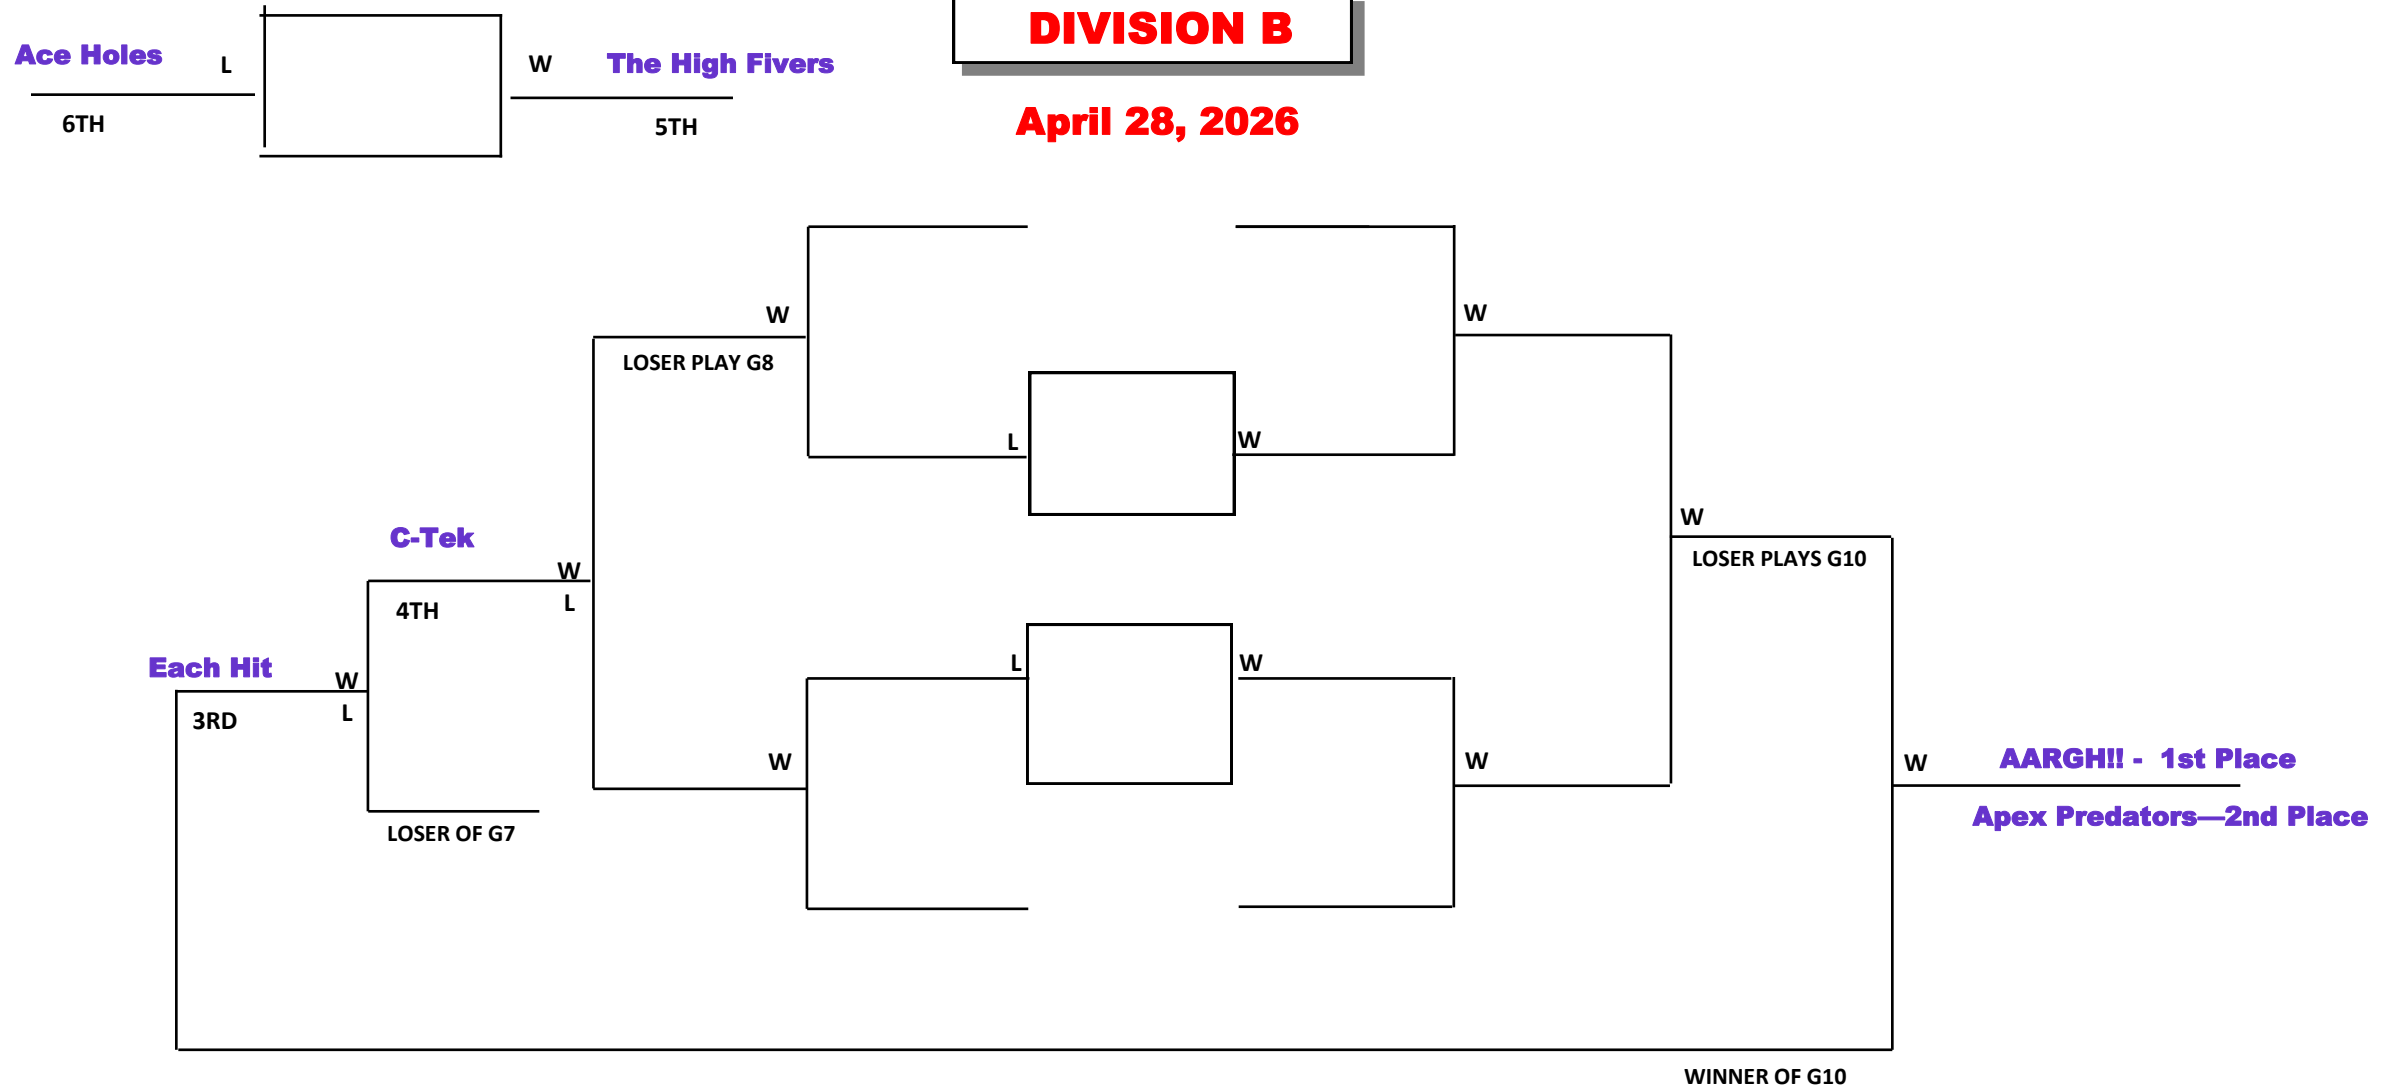 DIVISION B
April 28, 2026
Ace Holes
L
W
The High Fivers
6TH
5TH
W
W
LOSER PLAY G8
L
W
C-Tek
W
LOSER PLAYS G10
W
L
4TH
Each Hit
W
L
3RD
L
W
W
W
LOSER OF G7
W
AARGH!! - 1st Place
Apex Predators—2nd Place
WINNER OF G10